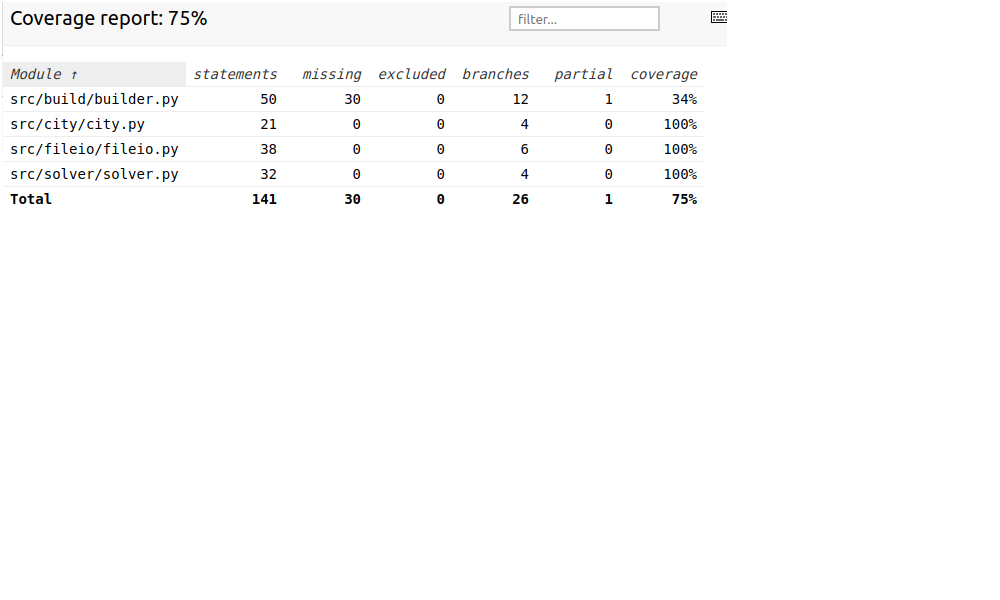 Coverage report: 75%
filter...
Module ↑ statements missing excluded branches partial coverage
src/build/builder.py 50 30 0 12 1 34%
src/city/city.py 21 0 0 4 0 100%
src/fileio/fileio.py 38 0 0 6 0 100%
src/solver/solver.py 32 0 0 4 0 100%
Total 141 30 0 26 1 75%